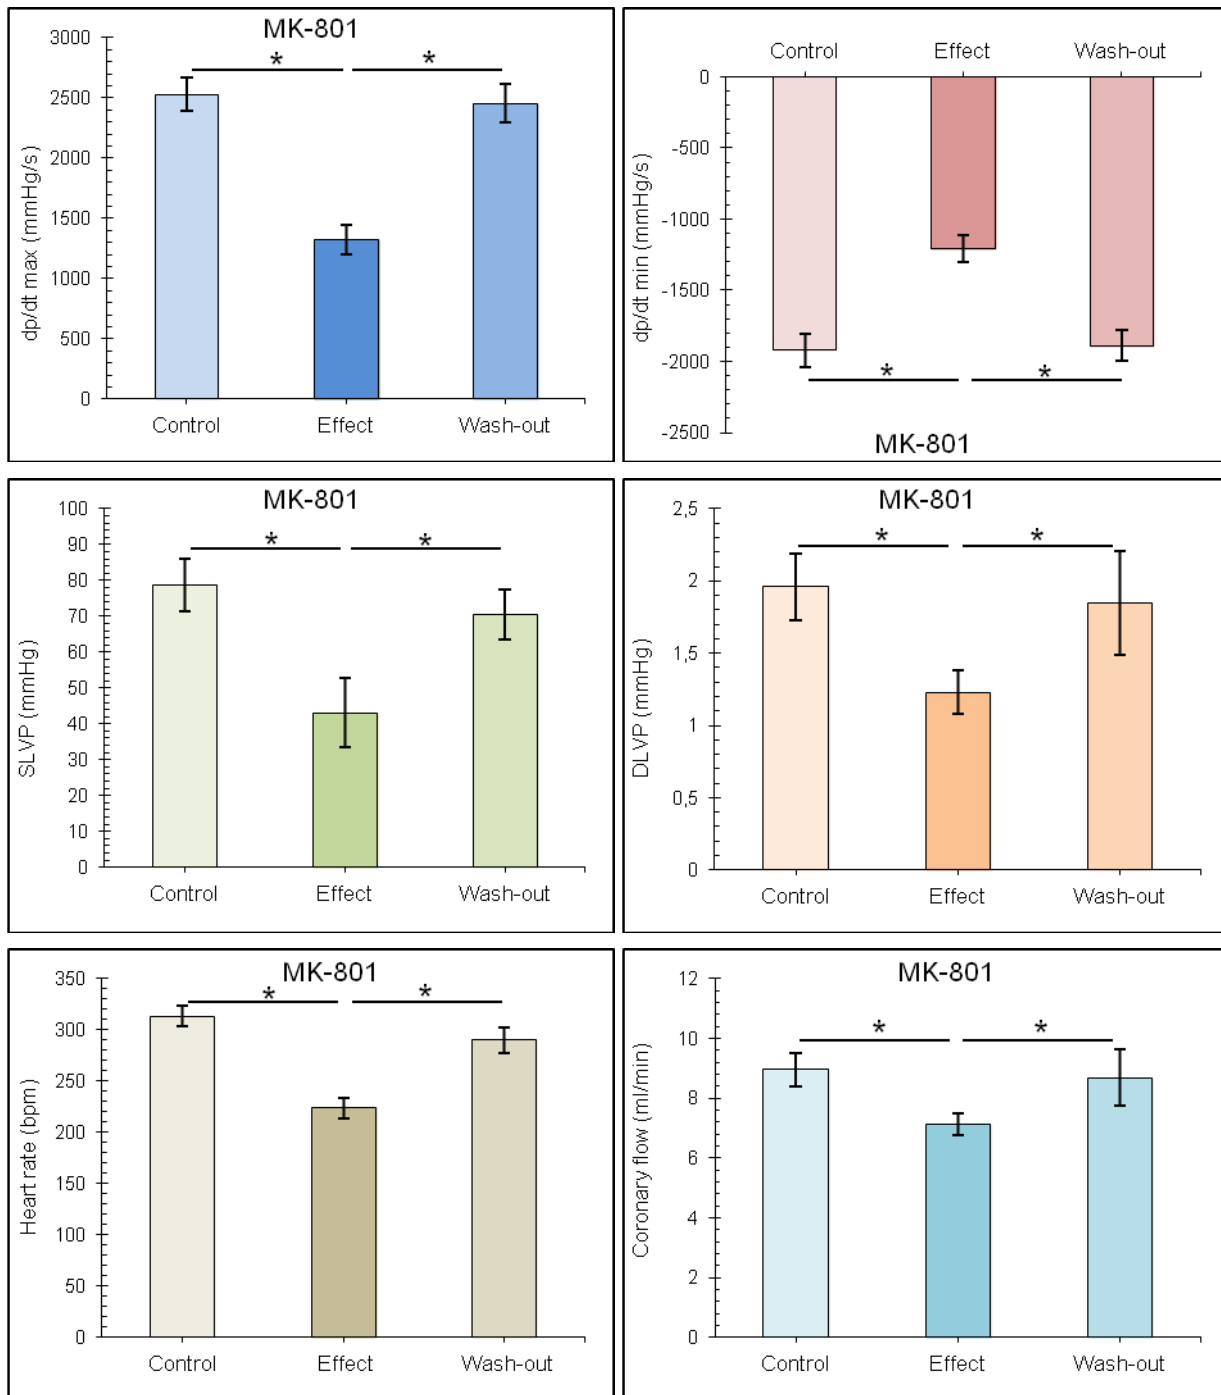 MK-801
dp/dt max (mmHg/s)
3000
2500
2000
1500
1000
500
0
*
*
Control
Effect
Wash-out
Control
Effect
Wash-out
dp/dt min (mmHg/s)
0
-500
-1000
-1500
-2000
-2500
*
*
MK-801
MK-801
SLVP (mmHg)
100
90
80
70
60
50
40
30
20
10
0
*
*
Control
Effect
Wash-out
MK-801
DLVP (mmHg)
2,5
2
1,5
1
0,5
0
*
*
Control
Effect
Wash-out
MK-801
Heart rate (bpm)
350
300
250
200
150
100
50
0
*
*
Control
Effect
Wash-out
MK-801
Coronary flow (ml/min)
12
10
8
6
4
2
0
*
*
Control
Effect
Wash-out